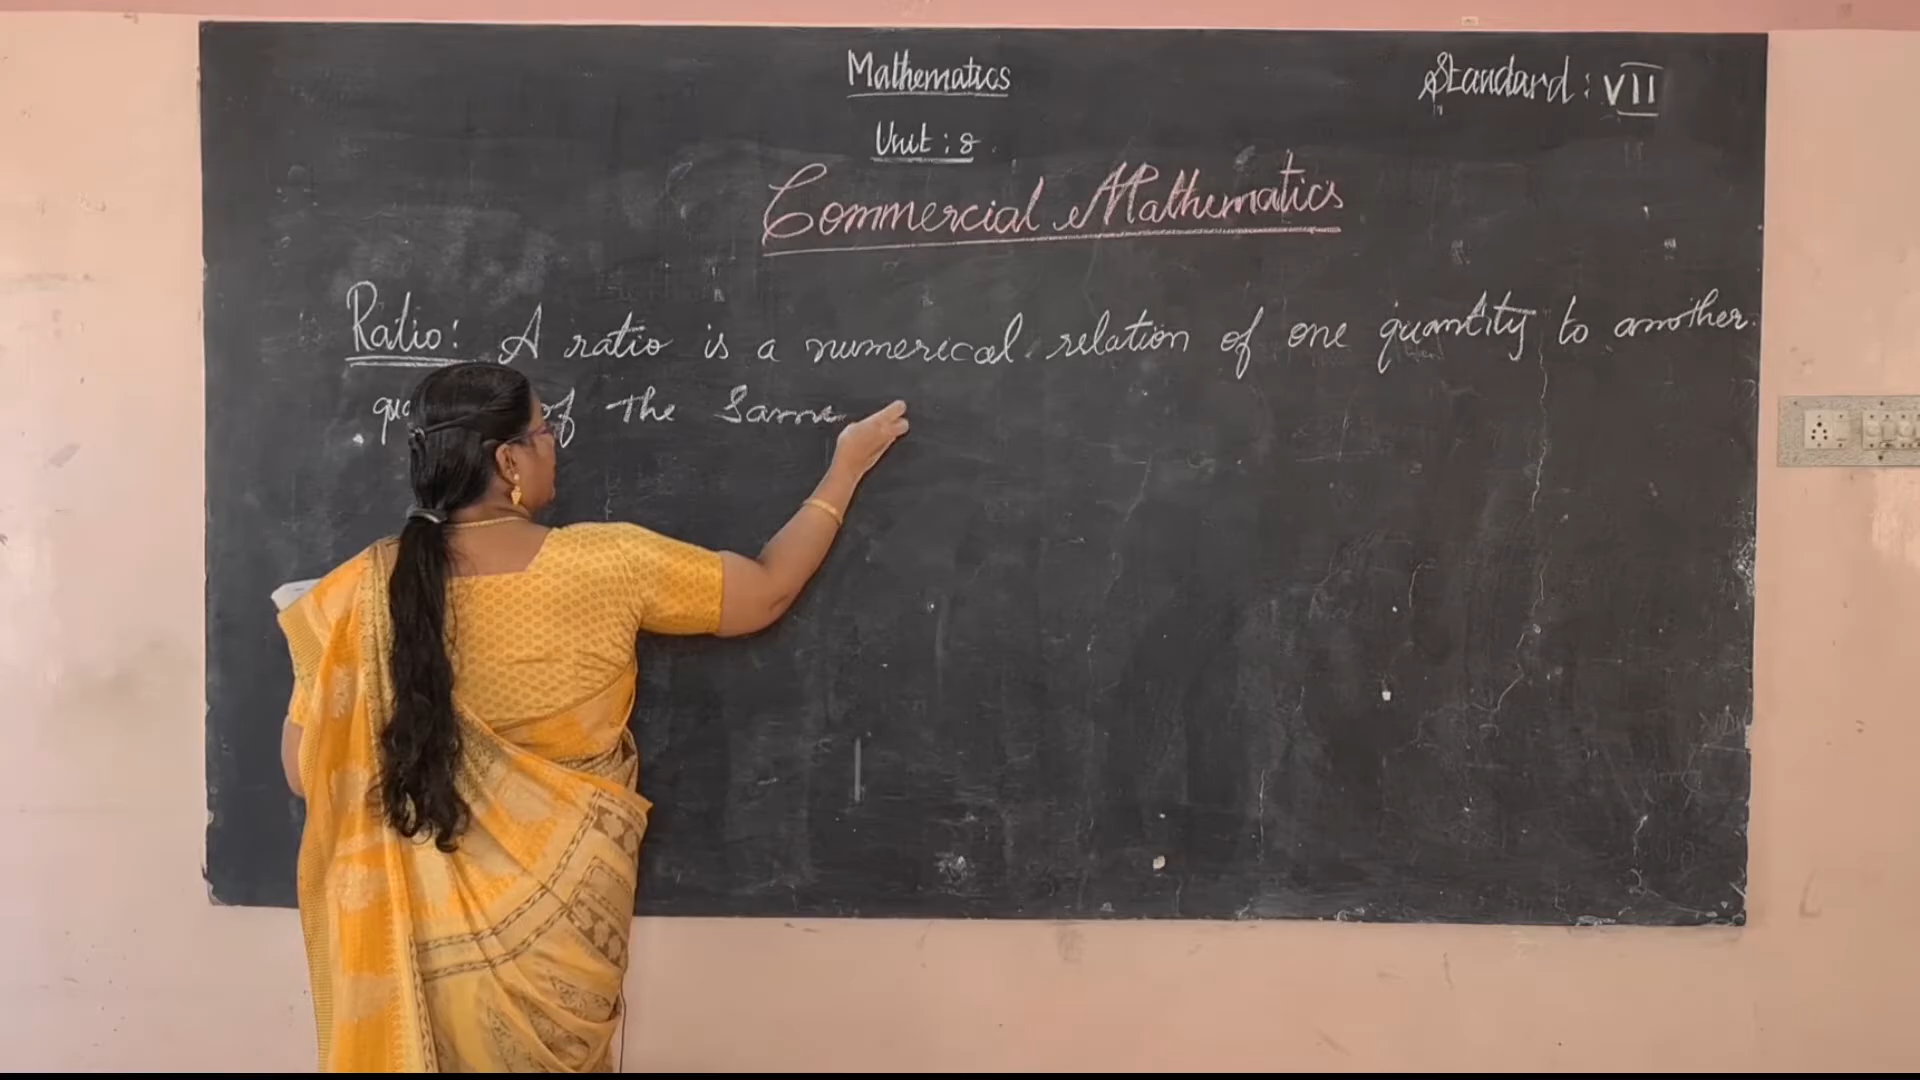 Mathematics
Standard: VII
Unit: 8
Commercial Mathematics
Ratio: A ratio is a numerical relation of one quantity to another
of the Same